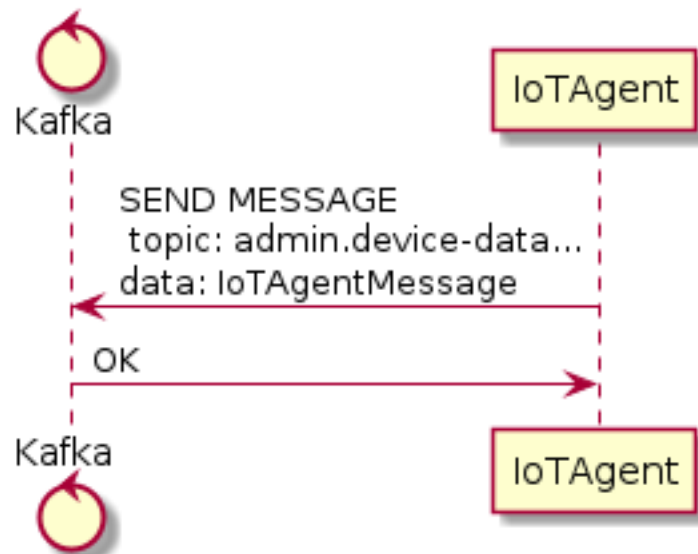 Kafka
IoTAgent
SEND MESSAGE
topic: admin.device-data...
data: IoTAgentMessage
OK
Kafka
IoTAgent